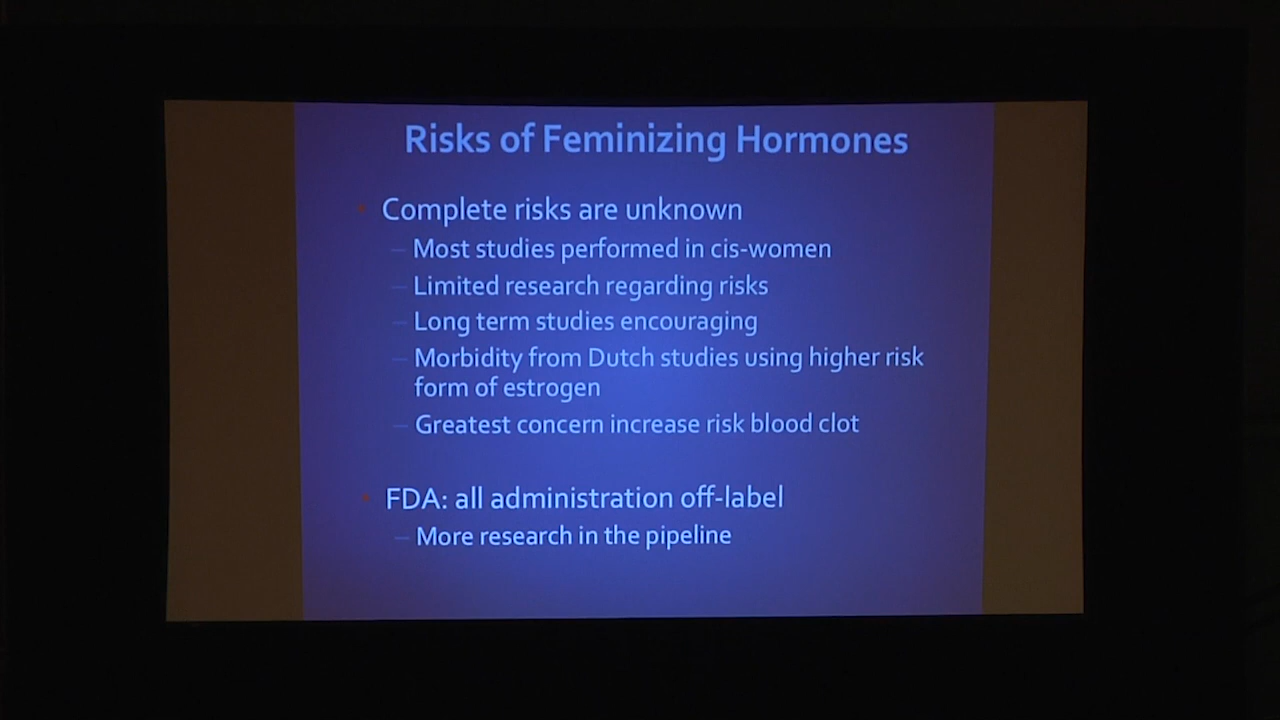 Risks of Feminizing Hormones
• Complete risks are unknown
– Most studies performed in cis-women
– Limited research regarding risks
– Long term studies encouraging
– Morbidity from Dutch studies using higher risk
form of estrogen
– Greatest concern increase risk blood clot
• FDA: all administration off-label
– More research in the pipeline